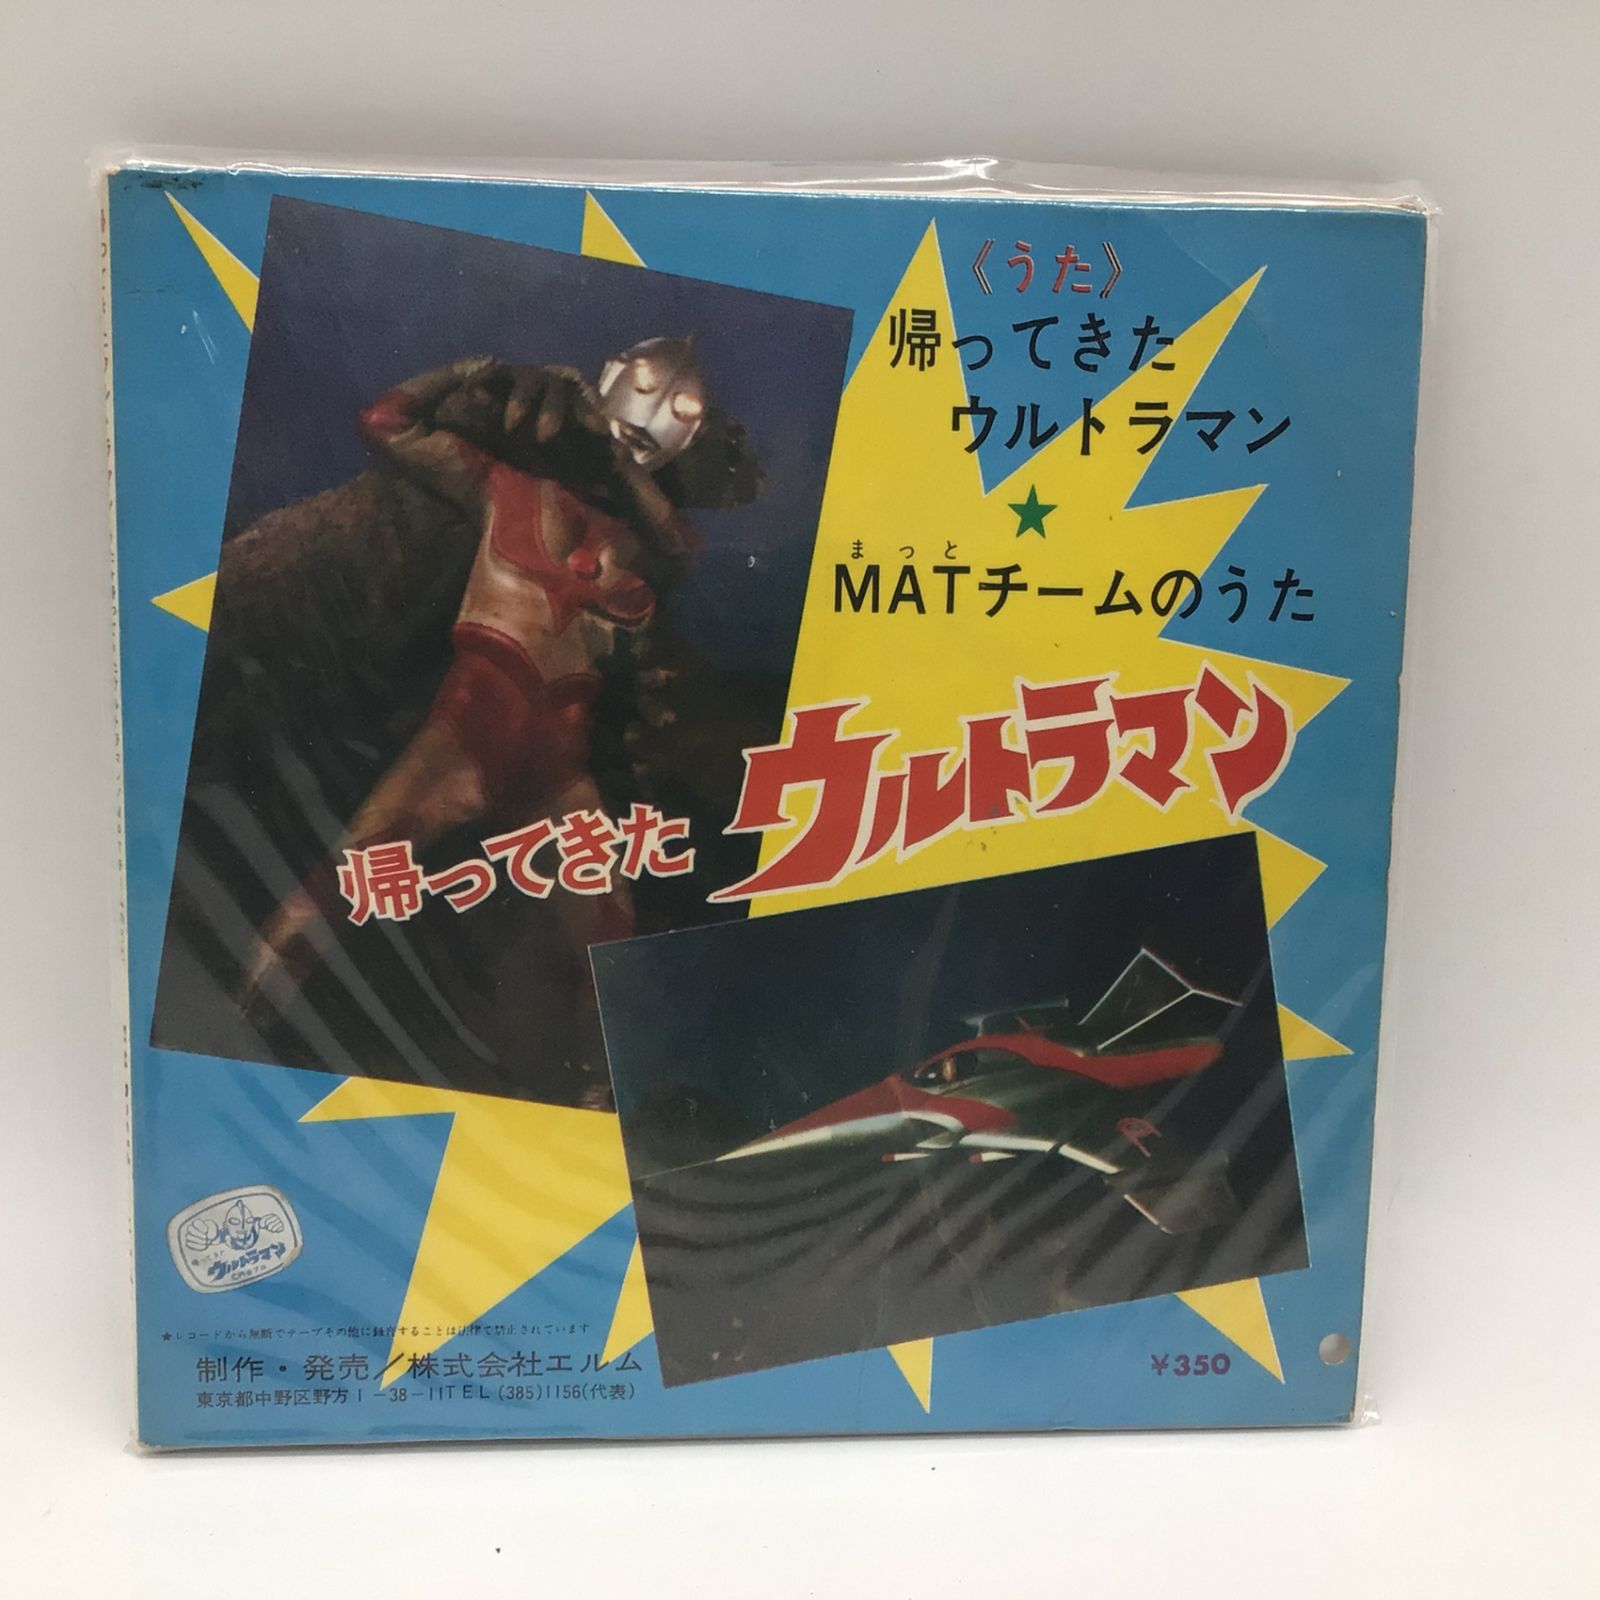 《うた》
帰ってきた
ウルトラマン
★
まっと
MATチームのうた
帰ってきた ウルトラマン
帰ってきた
ウルトラマン
★レコードから無断でテープその他に録音することは法律で禁止されています
制作・発売/株式会社エルム
東京都中野区野方1-38-11TEL(385)1156(代表)
¥350